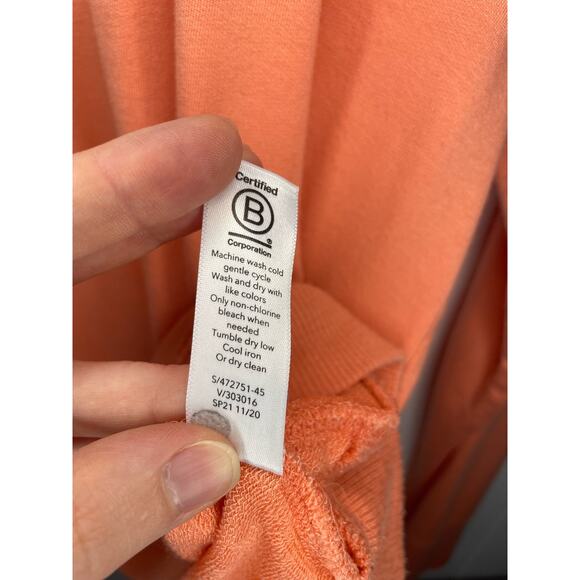 Certified
B
®
Corporation
Machine wash cold
gentle cycle
Wash and dry with
like colors
Only non-chlorine
bleach when
needed
Tumble dry low
Cool iron
Or dry clean
S/472751-45
V/303016
SP21 11/20